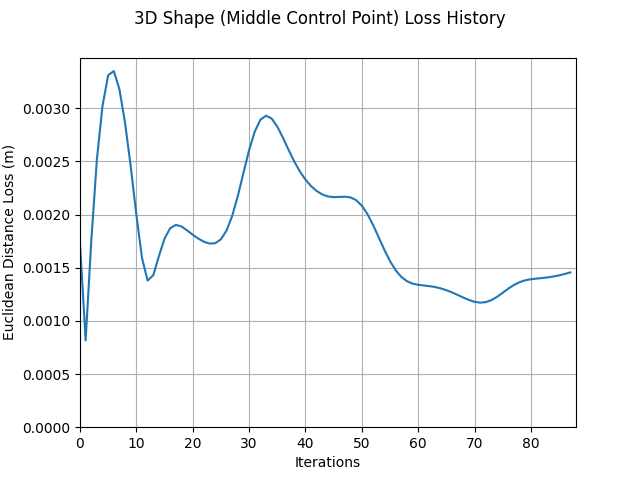 3D Shape (Middle Control Point) Loss History
0.0030
0.0025
0.0020
0.0015
0.0010
0.0005
0.0000
Euclidean Distance Loss (m)
0 10 20 30 40 50 60 70 80
Iterations